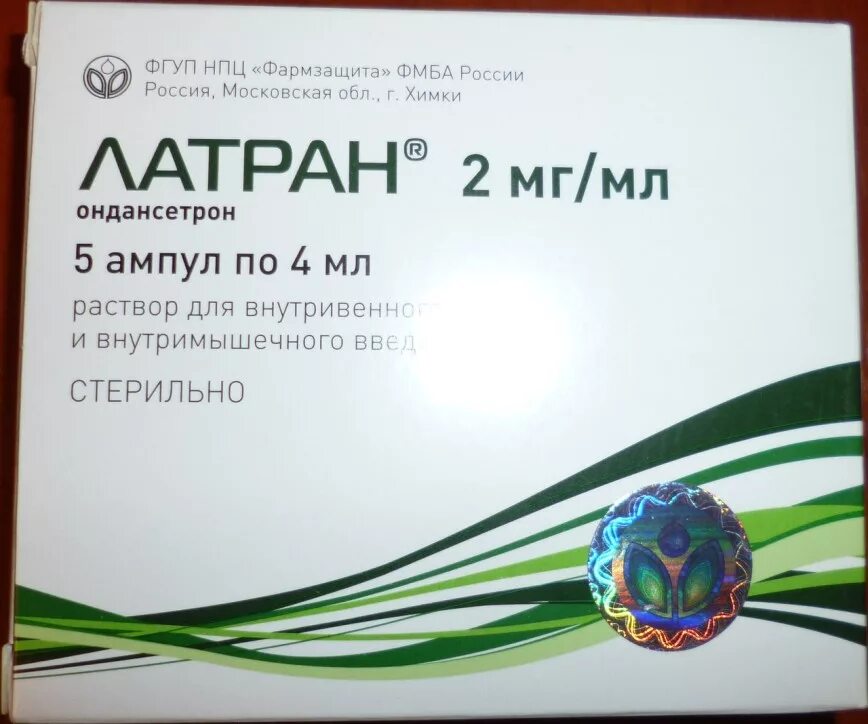 ФГУП НПЦ «Фармзащита» ФМБА России
Россия, Московская обл., г. Химки
ЛАТРАН® 2 мг/мл
ондансетрон
5 ампул по 4 мл
раствор для
и внутримышечного
СТЕРИЛЬНО